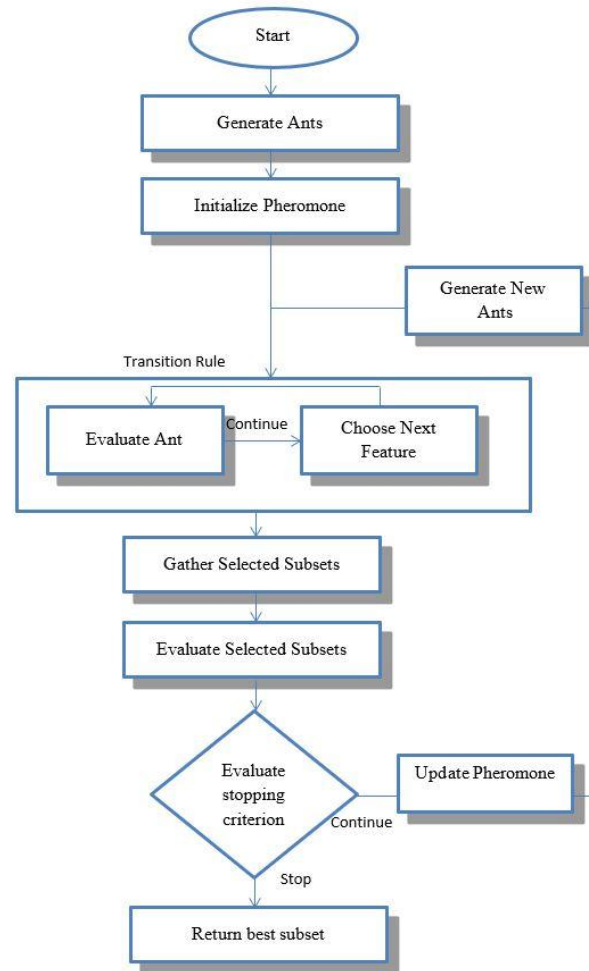 Start
Generate Ants
Initialize Pheromone
Generate New
Ants
Transition Rule
Evaluate Ant
Continue
Choose Next
Feature
Gather Selected Subsets
Evaluate Selected Subsets
Evaluate
stopping
criterion
Continue
Update Pheromone
Stop
Return best subset